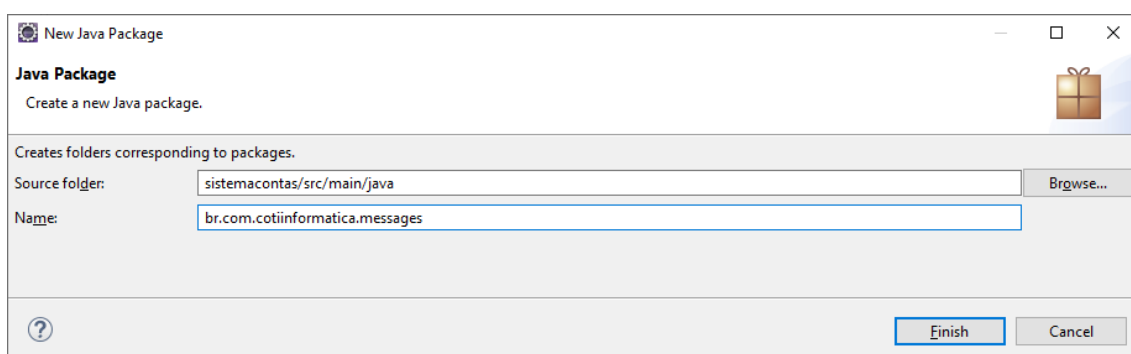 New Java Package
Java Package
Create a new Java package.
Creates folders corresponding to packages.
Source folder: sistemacontas/src/main/java Browse...
Name: br.com.cotiinformatica.messages
? Finish Cancel